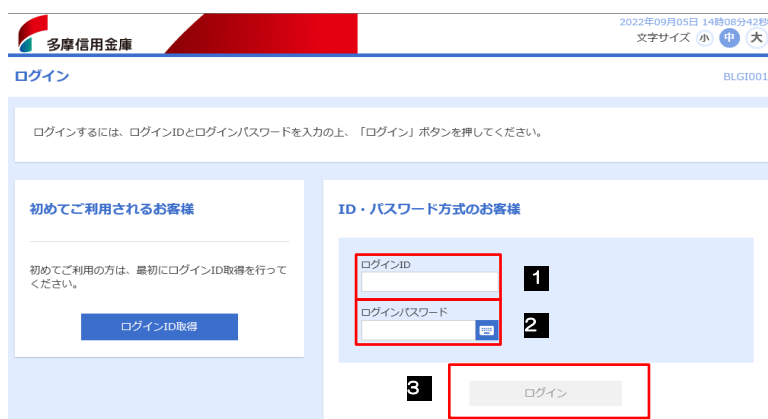 多摩信用金庫
2022年09月05日 14時08分42秒
文字サイズ 小 中 大
ログイン
BLGI001
ログインするには、ログインIDとログインパスワードを入力の上、「ログイン」ボタンを押してください。
初めてご利用されるお客様
初めてご利用の方は、最初にログインID取得を行って
ください。
ログインID取得
ID・パスワード方式のお客様
ログインID
1
ログインパスワード
2
3
ログイン